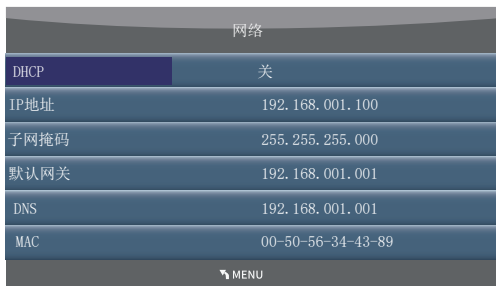 网络
DHCP 关
IP地址 192.168.001.100
子网掩码 255.255.255.000
默认网关 192.168.001.001
DNS 192.168.001.001
MAC 00-50-56-34-43-89
MENU